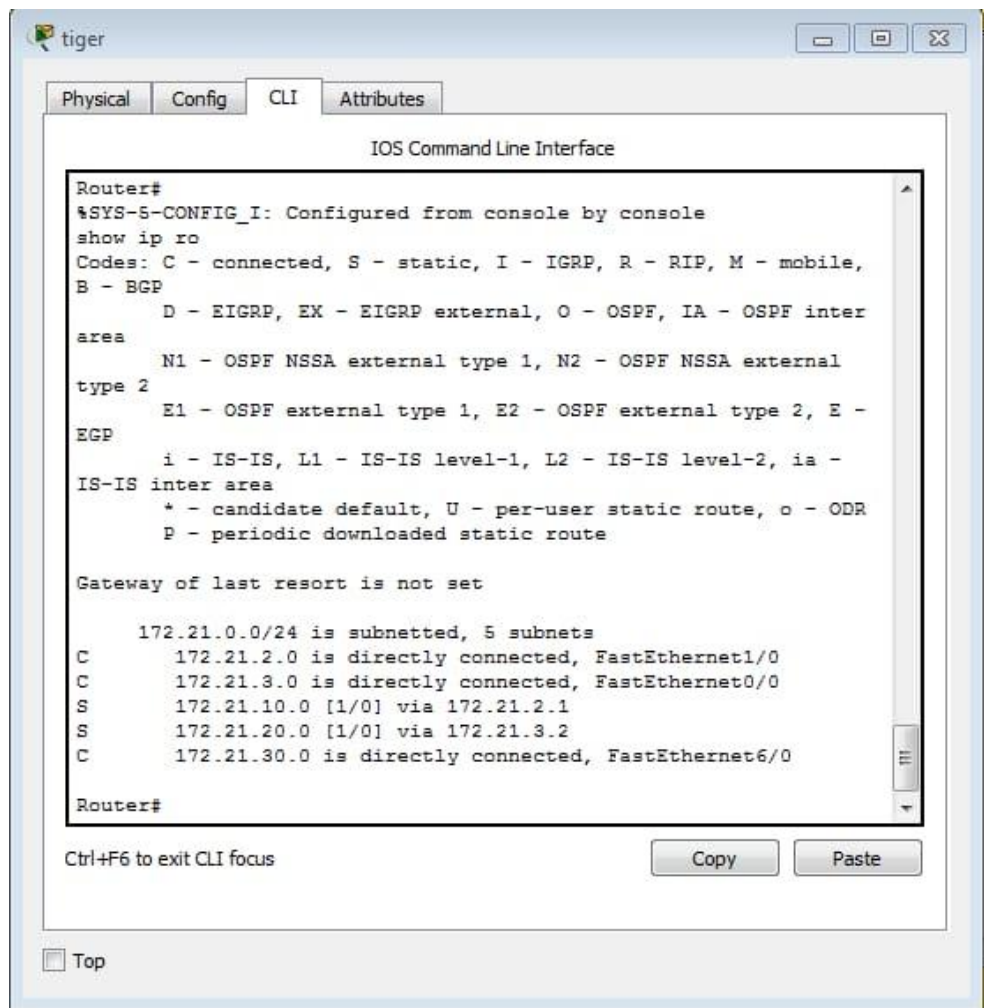 tiger
Physical Config CLI Attributes
IOS Command Line Interface
Router#
%SYS-5-CONFIG_I: Configured from console by console
show ip ro
Codes: C - connected, S - static, I - IGRP, R - RIP, M - mobile,
B - BGP
D - EIGRP, EX - EIGRP external, O - OSPF, IA - OSPF inter
area
N1 - OSPF NSSA external type 1, N2 - OSPF NSSA external
type 2
E1 - OSPF external type 1, E2 - OSPF external type 2, E -
EGP
i - IS-IS, L1 - IS-IS level-1, L2 - IS-IS level-2, ia -
IS-IS inter area
* - candidate default, U - per-user static route, o - ODR
P - periodic downloaded static route
Gateway of last resort is not set
172.21.0.0/24 is subnetted, 5 subnets
C 172.21.2.0 is directly connected, FastEthernet1/0
C 172.21.3.0 is directly connected, FastEthernet0/0
S 172.21.10.0 [1/0] via 172.21.2.1
S 172.21.20.0 [1/0] via 172.21.3.2
C 172.21.30.0 is directly connected, FastEthernet6/0
Router#
Ctrl+F6 to exit CLI focus
Copy Paste
Top